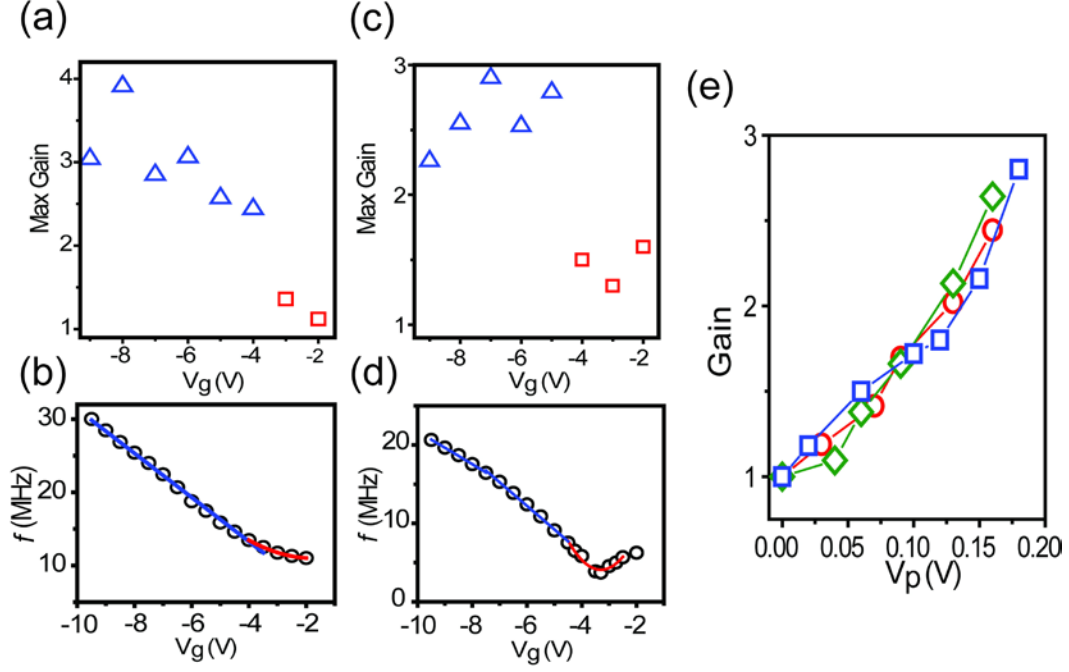 (a)
4
3
2
1
Max Gain
-8 -6 -4 -2
Vg (V)
(b)
30
20
10
f (MHz)
-10 -8 -6 -4 -2
Vg (V)
(c)
3
2
1
Max Gain
-8 -6 -4 -2
Vg (V)
(d)
20
10
0
f (MHz)
-10 -8 -6 -4 -2
Vg (V)
(e)
3
2
1
Gain
0.00 0.05 0.10 0.15 0.20
Vp (V)